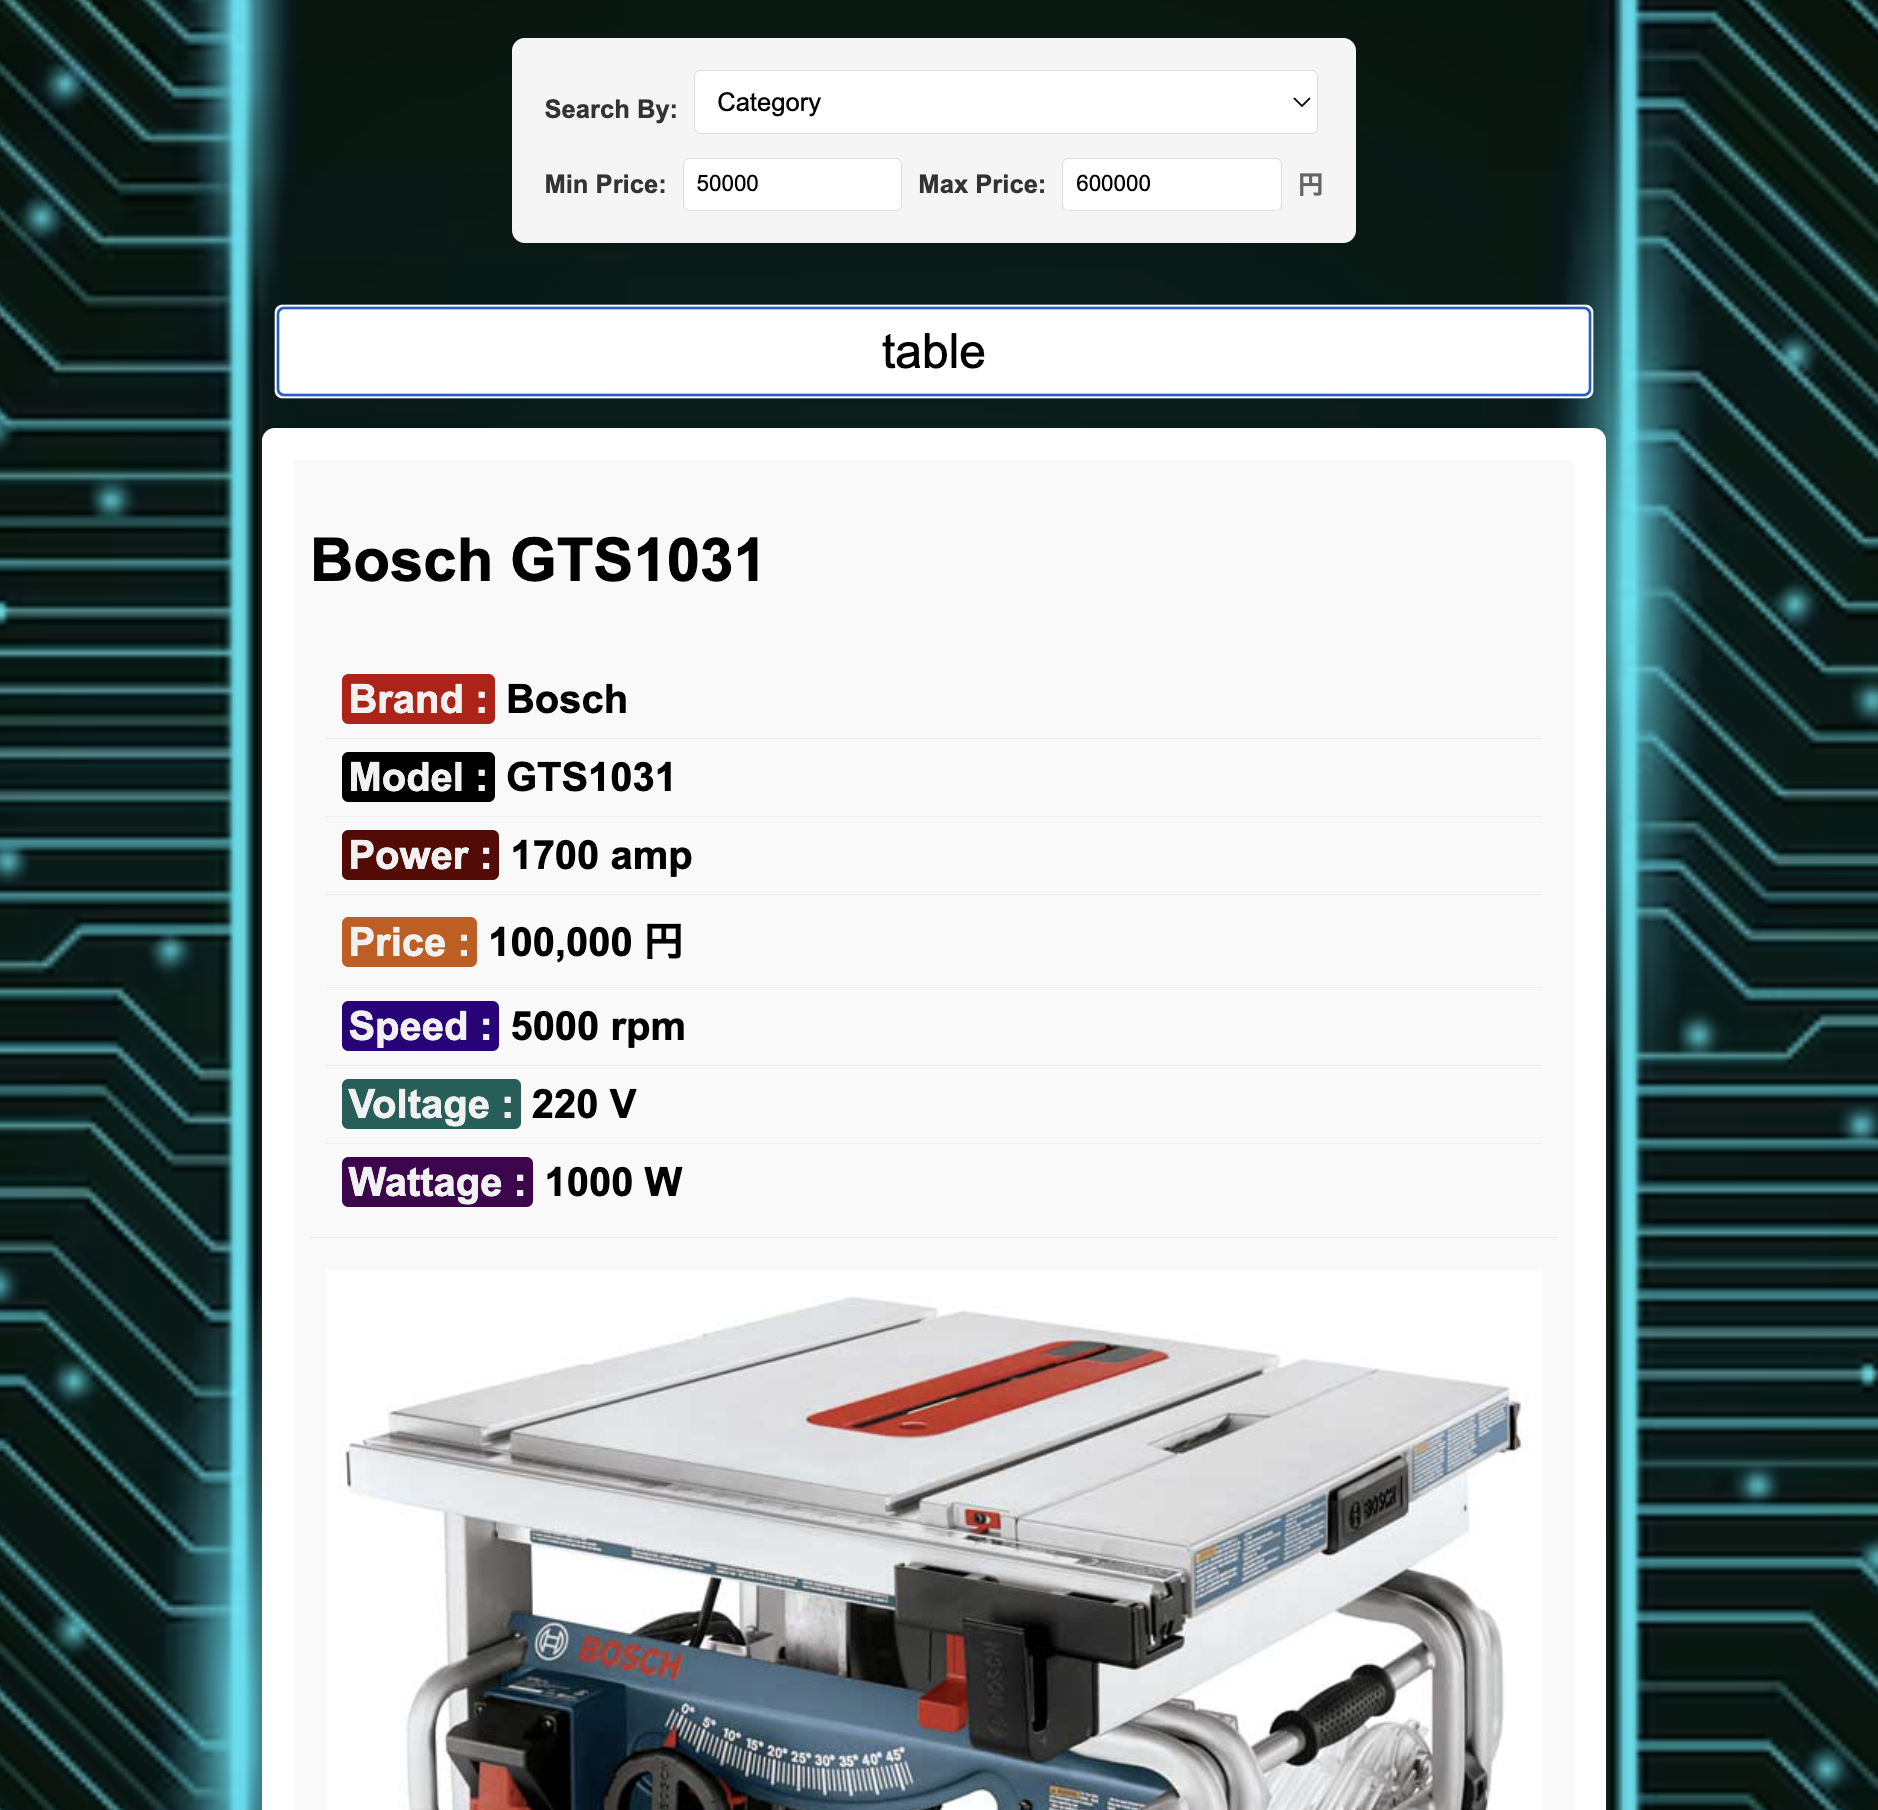 Search By: Category
Min Price: 50000 Max Price: 600000 円
table
Bosch GTS1031
Brand : Bosch
Model : GTS1031
Power : 1700 amp
Price : 100,000 円
Speed : 5000 rpm
Voltage : 220 V
Wattage : 1000 W
BOSCH
BOSCH
BOSCH
0° 5° 10° 15° 20° 25° 30° 35° 40° 45°
BOSCH